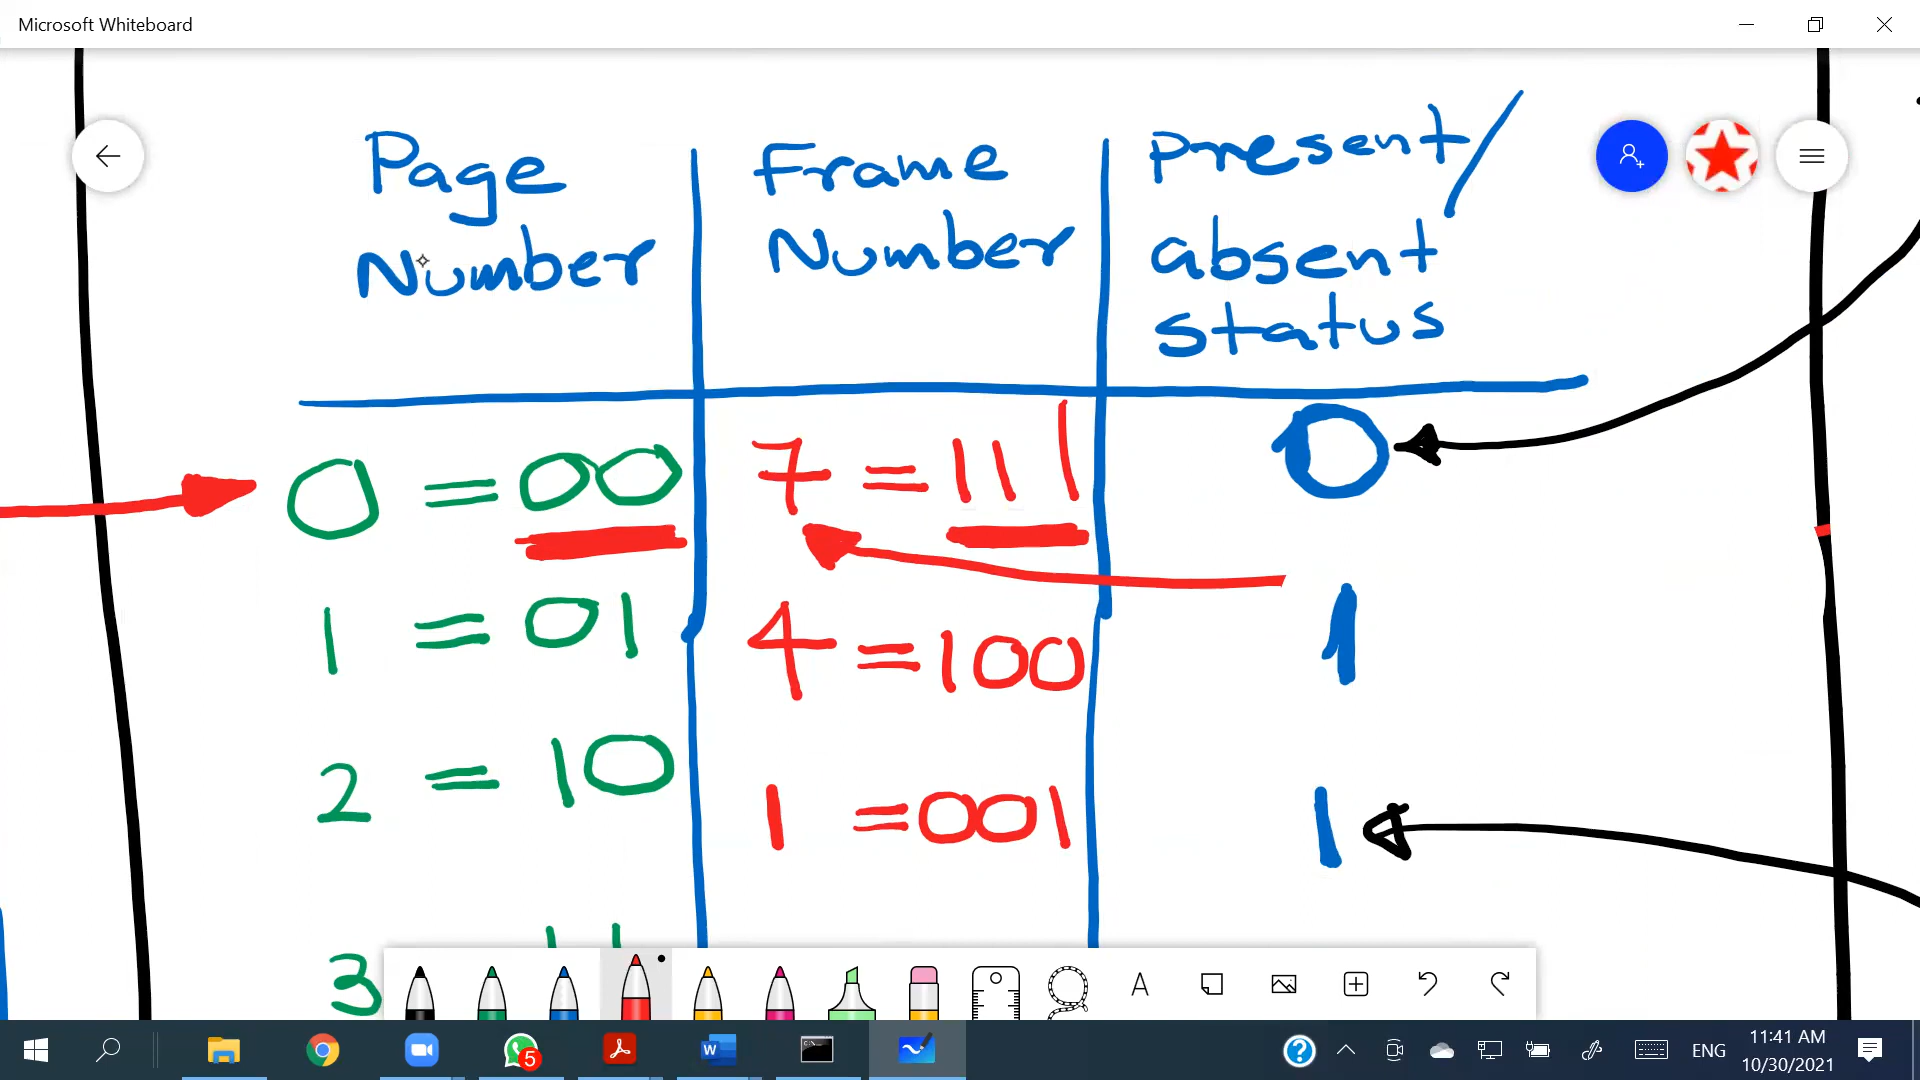 Microsoft Whiteboard
Page Number
Frame Number
present/absent status
0 = 00
7 = 111
0
1 = 01
4 = 100
1
2 = 10
1 = 001
1
3
A
5
W
ENG
11:41 AM
10/30/2021